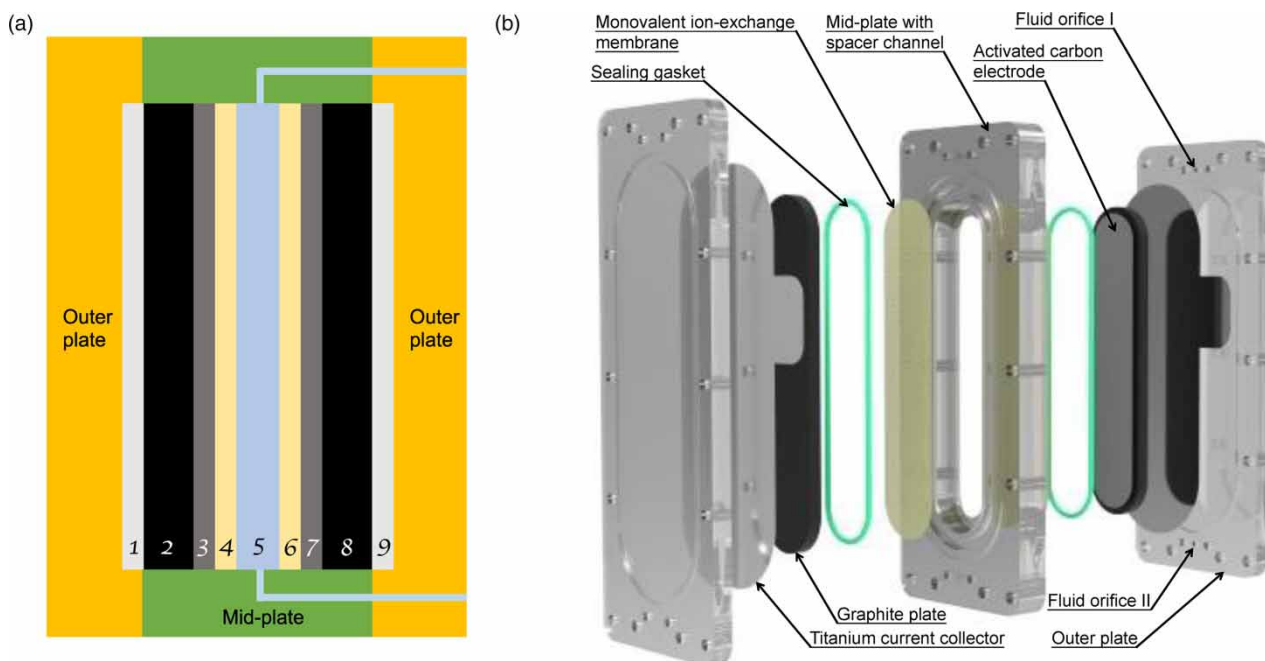 (a)
Outer
plate
Outer
plate
1 2 3 4 5 6 7 8 9
Mid-plate
(b)
Monovalent ion-exchange
membrane
Sealing gasket
Mid-plate with
spacer channel
Fluid orifice I
Activated carbon
electrode
Graphite plate
Titanium current collector
Fluid orifice II
Outer plate